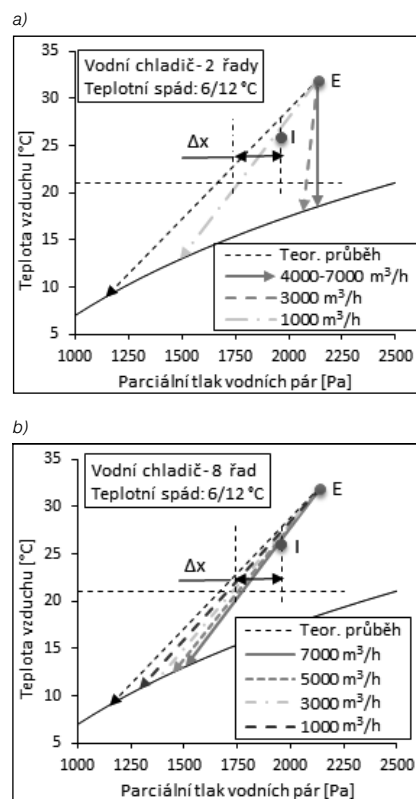 a)
35
30
25
20
15
10
5
Teplota vzduchu [°C]
Vodní chladič - 2 řady
Teplotní spád: 6/12 °C
E
I
Δx
Teor. průběh
4000-7000 m³/h
3000 m³/h
1000 m³/h
1000 1250 1500 1750 2000 2250 2500
Parciální tlak vodních pár [Pa]
b)
35
30
25
20
15
10
5
Teplota vzduchu [°C]
Vodní chladič - 8 řad
Teplotní spád: 6/12 °C
E
I
Δx
Teor. průběh
7000 m³/h
5000 m³/h
3000 m³/h
1000 m³/h
1000 1250 1500 1750 2000 2250 2500
Parciální tlak vodních pár [Pa]